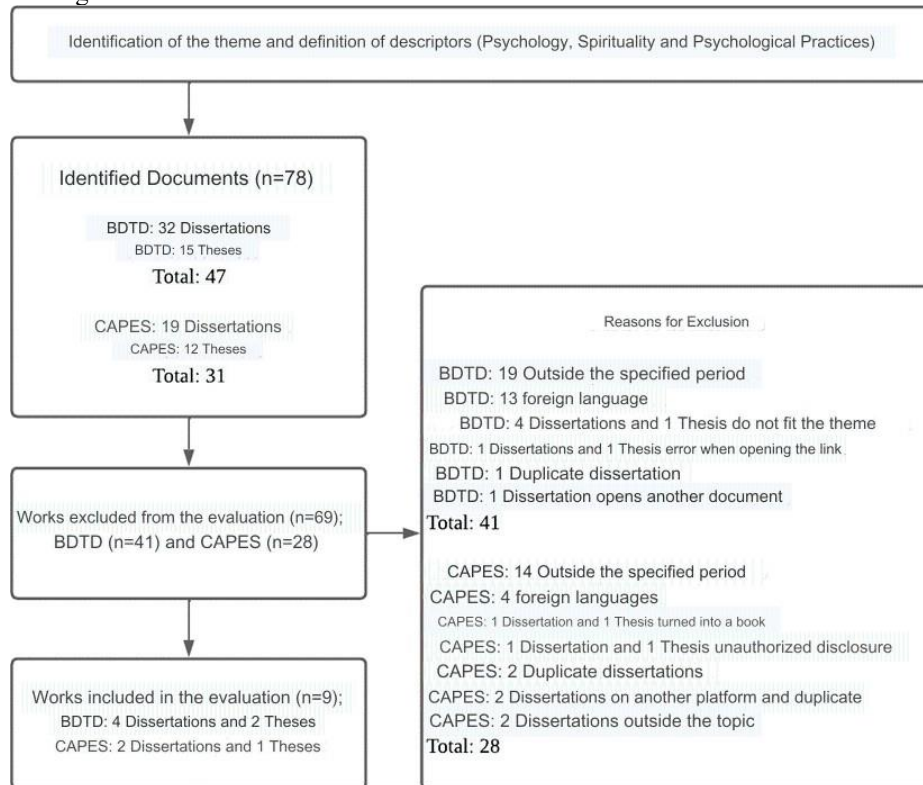 Identification of the theme and definition of descriptors (Psychology, Spirituality and Psychological Practices)
Identified Documents (n=78)
BDTD: 32 Dissertations
BDTD: 15 Theses
Total: 47
CAPES: 19 Dissertations
CAPES: 12 Theses
Total: 31
Works excluded from the evaluation (n=69);
BDTD (n=41) and CAPES (n=28)
Reasons for Exclusion
BDTD: 19 Outside the specified period
BDTD: 13 foreign language
BDTD: 4 Dissertations and 1 Thesis do not fit the theme
BDTD: 1 Dissertations and 1 Thesis error when opening the link
BDTD: 1 Duplicate dissertation
BDTD: 1 Dissertation opens another document
Total: 41
CAPES: 14 Outside the specified period
CAPES: 4 foreign languages
CAPES: 1 Dissertation and 1 Thesis turned into a book
CAPES: 1 Dissertation and 1 Thesis unauthorized disclosure
CAPES: 2 Duplicate dissertations
CAPES: 2 Dissertations on another platform and duplicate
CAPES: 2 Dissertations outside the topic
Total: 28
Works included in the evaluation (n=9);
BDTD: 4 Dissertations and 2 Theses
CAPES: 2 Dissertations and 1 Theses